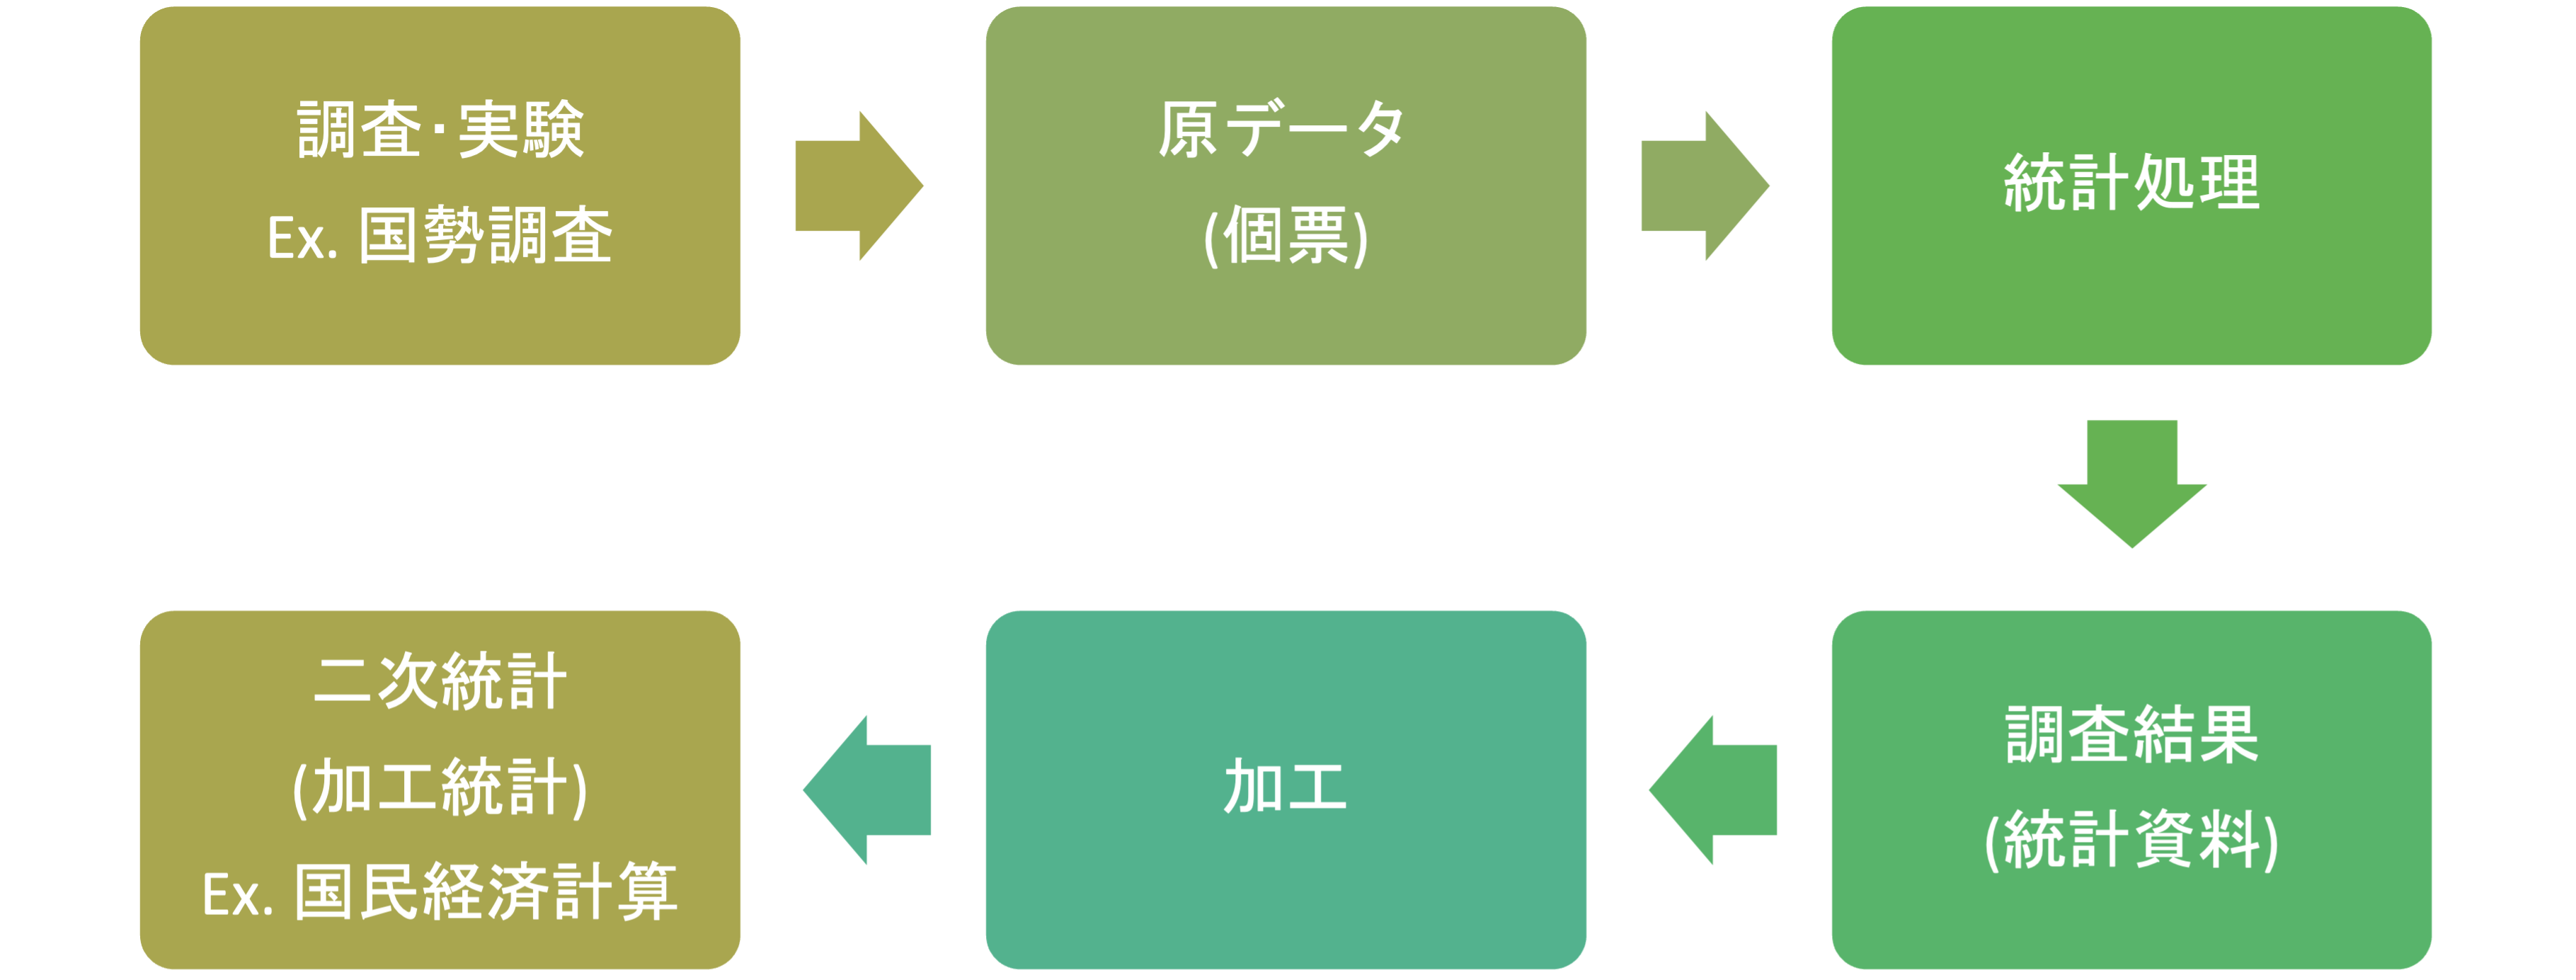 調査・実験
Ex. 国勢調査
原データ
(個票)
統計処理
調査結果
(統計資料)
加工
二次統計
(加工統計)
Ex. 国民経済計算